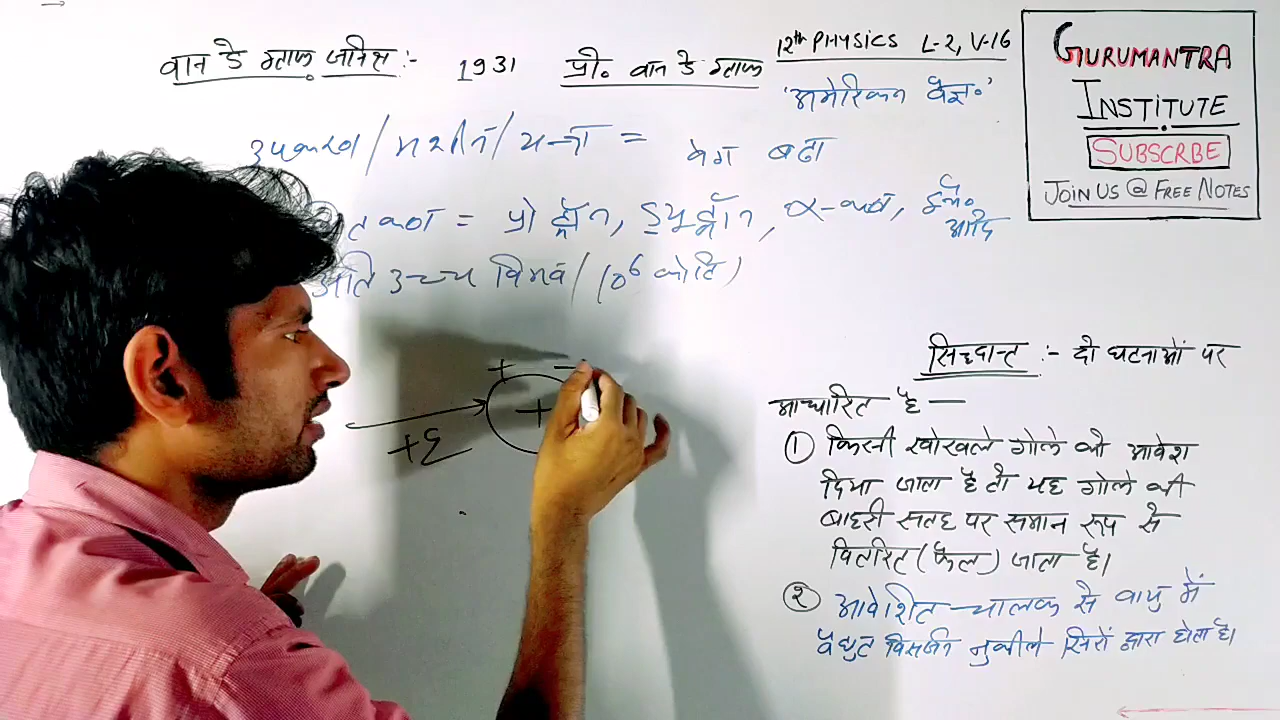 वान डे ग्राफ जनित्र :- 1931 प्रो० वान डे ग्राफ
12th PHYSICS L-2, V-16
'अमेरिकन वैज्ञ०'
उपकरण / मशीन / यन्त्र = वेग बढा
कण = प्रोट्रॉन, ड्यूट्रॉन, α-कण, इले०
आदि
अति उच्च विभव / 10⁶ कोटि)
+ -
+
+q
सिद्धान्त :- दो घटनाओं पर
आधारित है —
① किसी खोखले गोले को आवेश
दिया जाता है तो यह गोले की
बाहरी सतह पर समान रूप से
वितरित (फैल) जाता है।
② आवेशित चालक से वायु में
वैद्युत विसर्जन नुकीले सिरों द्वारा होता है।
GURUMANTRA
INSTITUTE
SUBSCRBE
JOIN US @ FREE NOTES